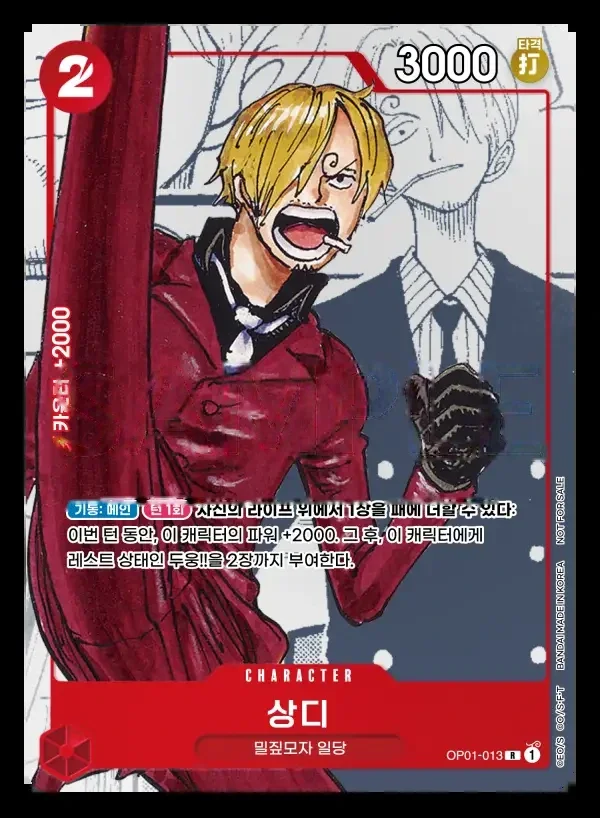 2
3000
타격
打
카운터 +2000
기동: 메인 턴 1회 자신의 라이프 위에서 1장을 패에 더할 수 있다:
이번 턴 동안, 이 캐릭터의 파워 +2000. 그 후, 이 캐릭터에게
레스트 상태인 두웅!!을 2장까지 부여한다.
CHARACTER
상디
밀짚모자 일당
OP01-013 R 1
©EO/S ©O/S·F·T BANDAI MADE IN KOREA NOT FOR SALE